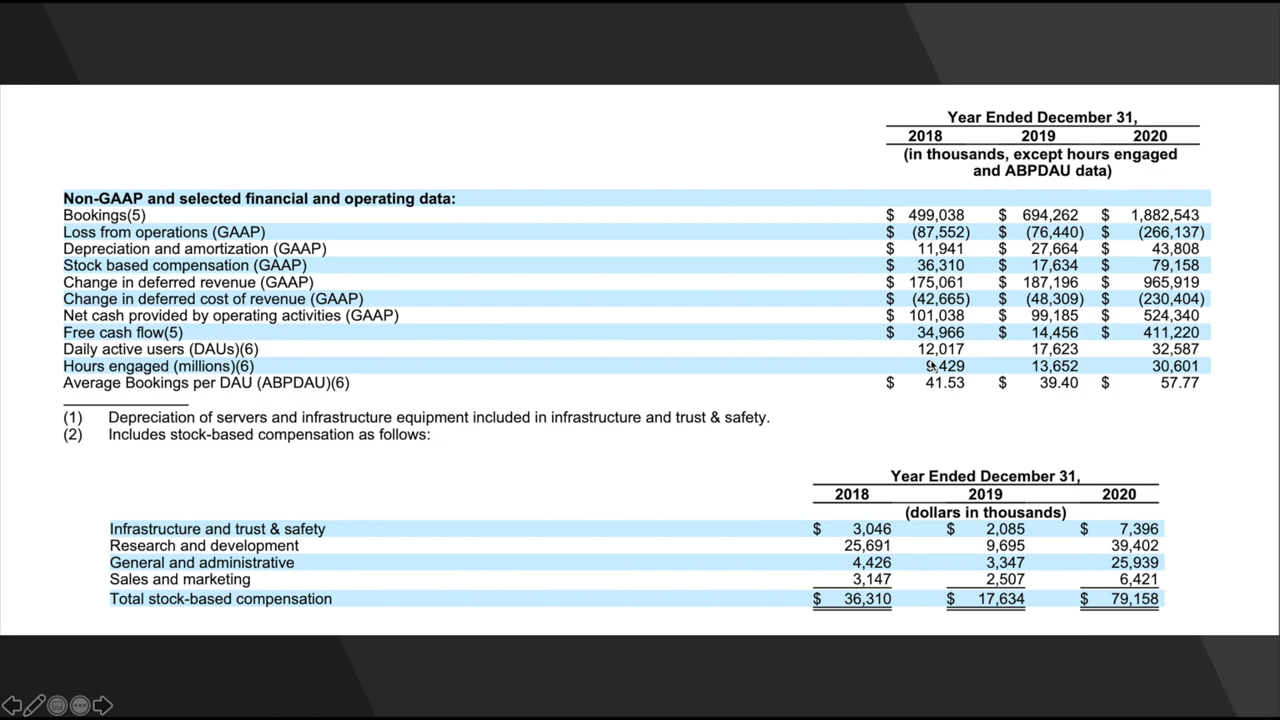 Year Ended December 31,
2018 2019 2020
(in thousands, except hours engaged
and ABPDAU data)
Non-GAAP and selected financial and operating data:
Bookings(5) $ 499,038 $ 694,262 $ 1,882,543
Loss from operations (GAAP) $ (87,552) $ (76,440) $ (266,137)
Depreciation and amortization (GAAP) $ 11,941 $ 27,664 $ 43,808
Stock based compensation (GAAP) $ 36,310 $ 17,634 $ 79,158
Change in deferred revenue (GAAP) $ 175,061 $ 187,196 $ 965,919
Change in deferred cost of revenue (GAAP) $ (42,665) $ (48,309) $ (230,404)
Net cash provided by operating activities (GAAP) $ 101,038 $ 99,185 $ 524,340
Free cash flow(5) $ 34,966 $ 14,456 $ 411,220
Daily active users (DAUs)(6) 12,017 17,623 32,587
Hours engaged (millions)(6) 9,429 13,652 30,601
Average Bookings per DAU (ABPDAU)(6) $ 41.53 $ 39.40 $ 57.77
(1) Depreciation of servers and infrastructure equipment included in infrastructure and trust & safety.
(2) Includes stock-based compensation as follows:
Year Ended December 31,
2018 2019 2020
(dollars in thousands)
Infrastructure and trust & safety $ 3,046 $ 2,085 $ 7,396
Research and development 25,691 9,695 39,402
General and administrative 4,426 3,347 25,939
Sales and marketing 3,147 2,507 6,421
Total stock-based compensation $ 36,310 $ 17,634 $ 79,158